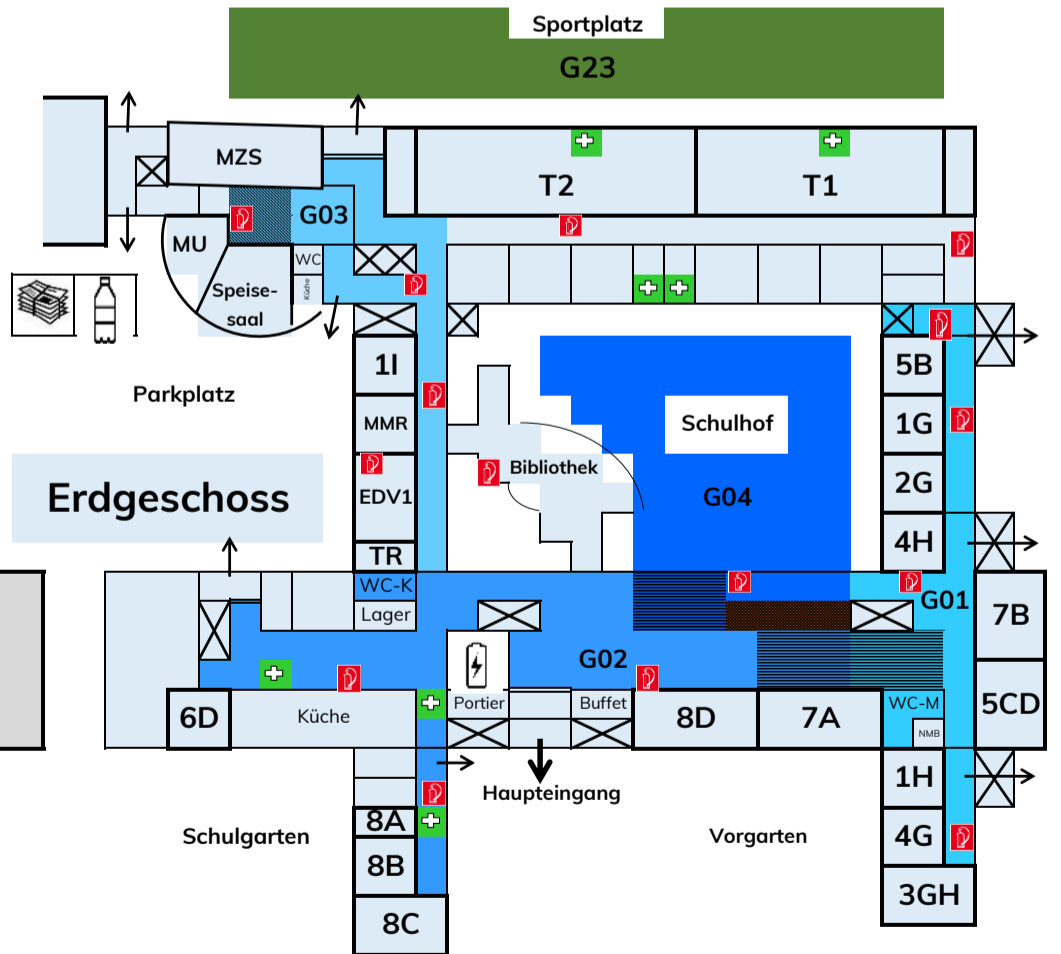 Sportplatz
G23
MZS
T2
T1
G03
MU
WC
Küche
Speise-
saal
1I
5B
Parkplatz
MMR
Schulhof
1G
Bibliothek
2G
Erdgeschoss
EDV1
G04
4H
TR
WC-K
G01
Lager
7B
G02
6D
Küche
Portier
Buffet
8D
7A
WC-M
5CD
NMB
Haupteingang
1H
Schulgarten
8A
Vorgarten
4G
8B
3GH
8C